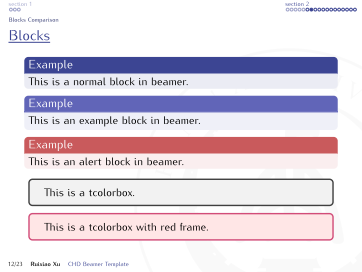 section 1
section 2
Blocks Comparison
Blocks
Example
This is a normal block in beamer.
Example
This is an example block in beamer.
Example
This is an alert block in beamer.
This is a tcolorbox.
This is a tcolorbox with red frame.
12/23 Ruixiao Xu CHD Beamer Template